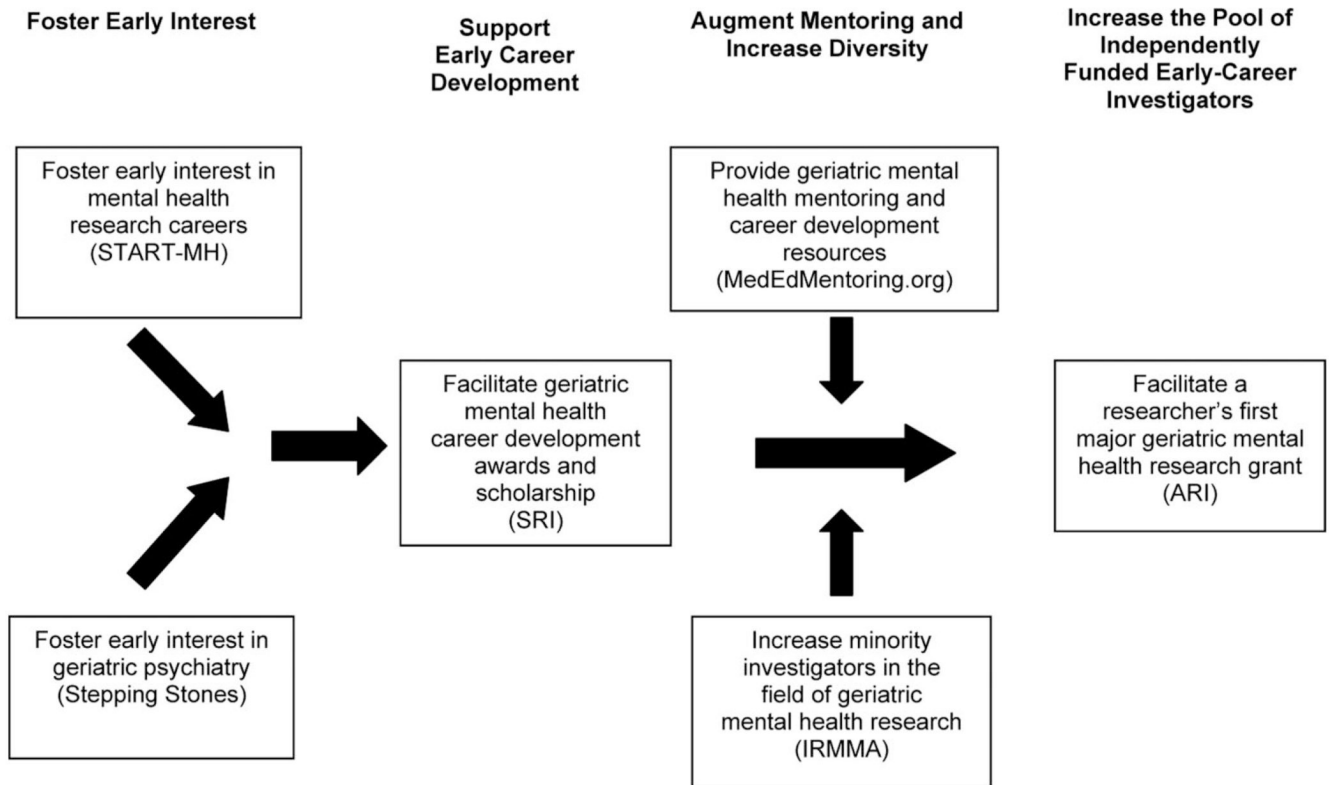 Foster Early Interest
Support
Early Career
Development
Augment Mentoring and
Increase Diversity
Increase the Pool of
Independently
Funded Early-Career
Investigators
Foster early interest in
mental health
research careers
(START-MH)
Provide geriatric mental
health mentoring and
career development
resources
(MedEdMentoring.org)
Facilitate geriatric
mental health
career development
awards and
scholarship
(SRI)
Facilitate a
researcher’s first
major geriatric mental
health research grant
(ARI)
Foster early interest in
geriatric psychiatry
(Stepping Stones)
Increase minority
investigators in the
field of geriatric
mental health research
(IRMMA)